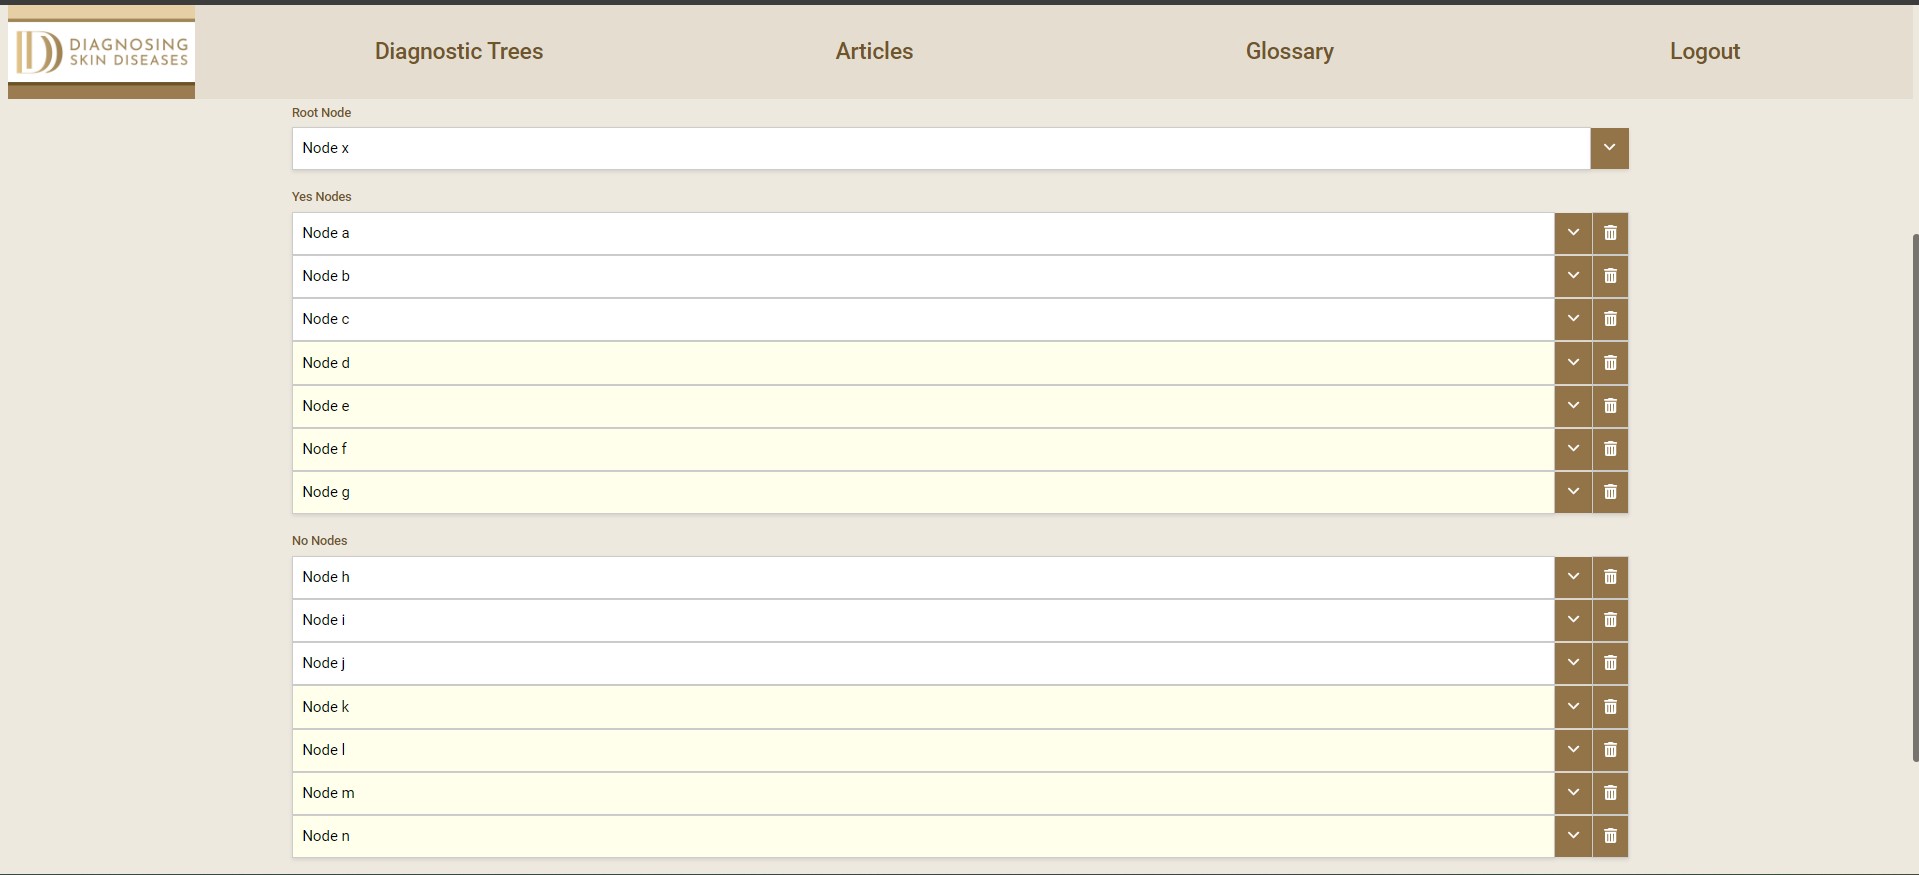 DIAGNOSING
SKIN DISEASES
Diagnostic Trees
Articles
Glossary
Logout
Root Node
Node x
Yes Nodes
Node a
Node b
Node c
Node d
Node e
Node f
Node g
No Nodes
Node h
Node i
Node j
Node k
Node l
Node m
Node n